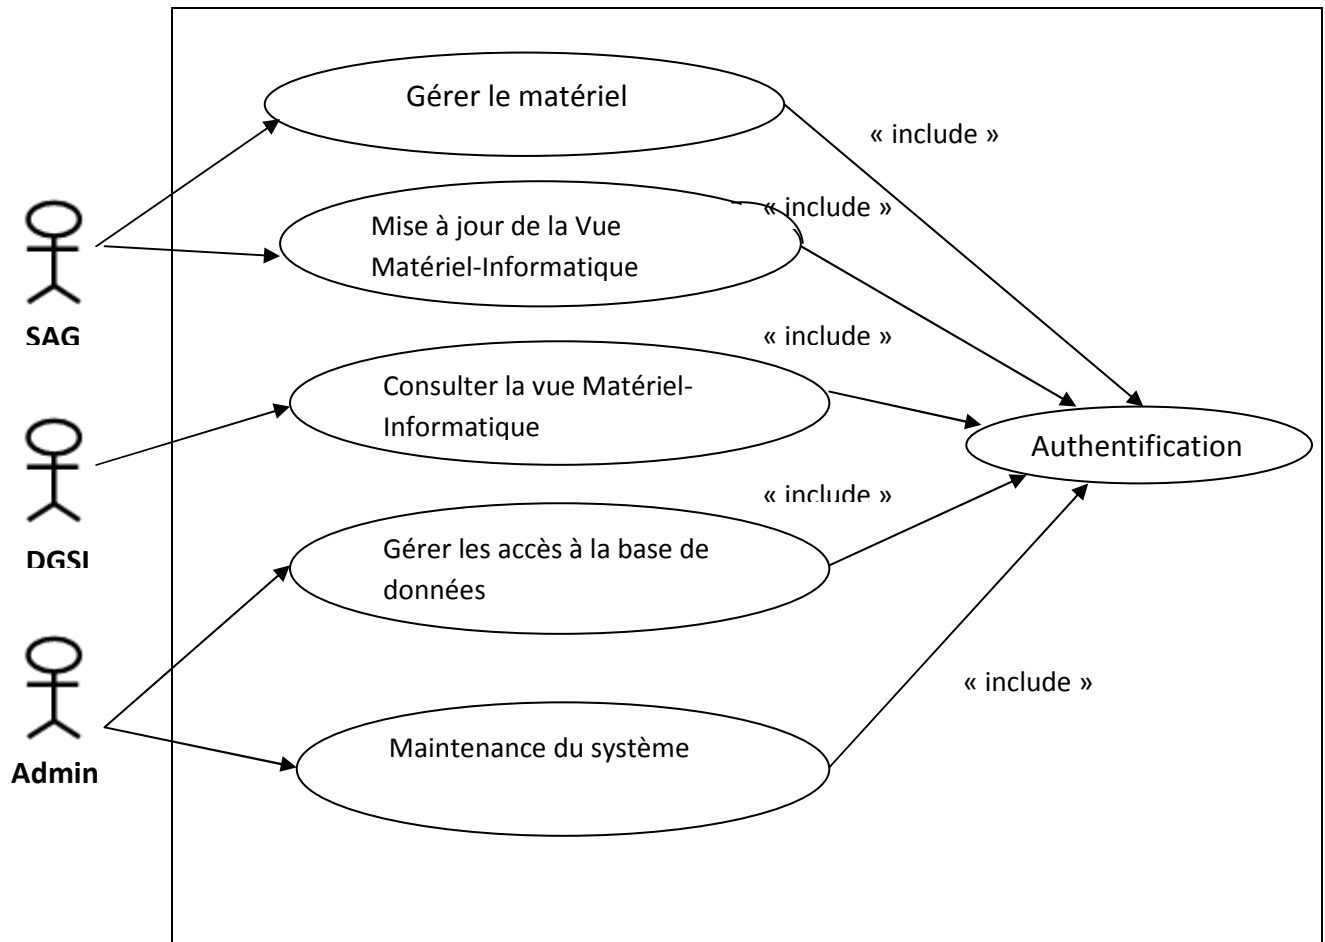 Gérer le matériel
« include »
« include »
Mise à jour de la Vue
Matériel-Informatique
SAG
« include »
Consulter la vue Matériel-
Informatique
Authentification
« include »
DGSI
Gérer les accès à la base de
données
« include »
Maintenance du système
Admin